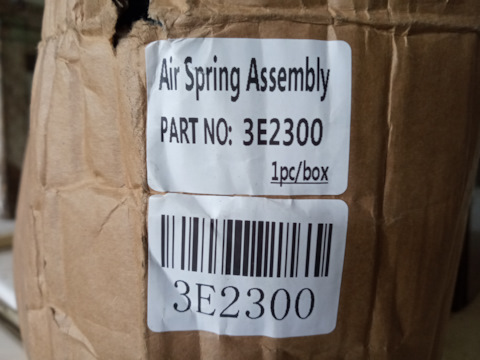 Air Spring Assembly
PART NO: 3E2300
1pc/box
3E2300